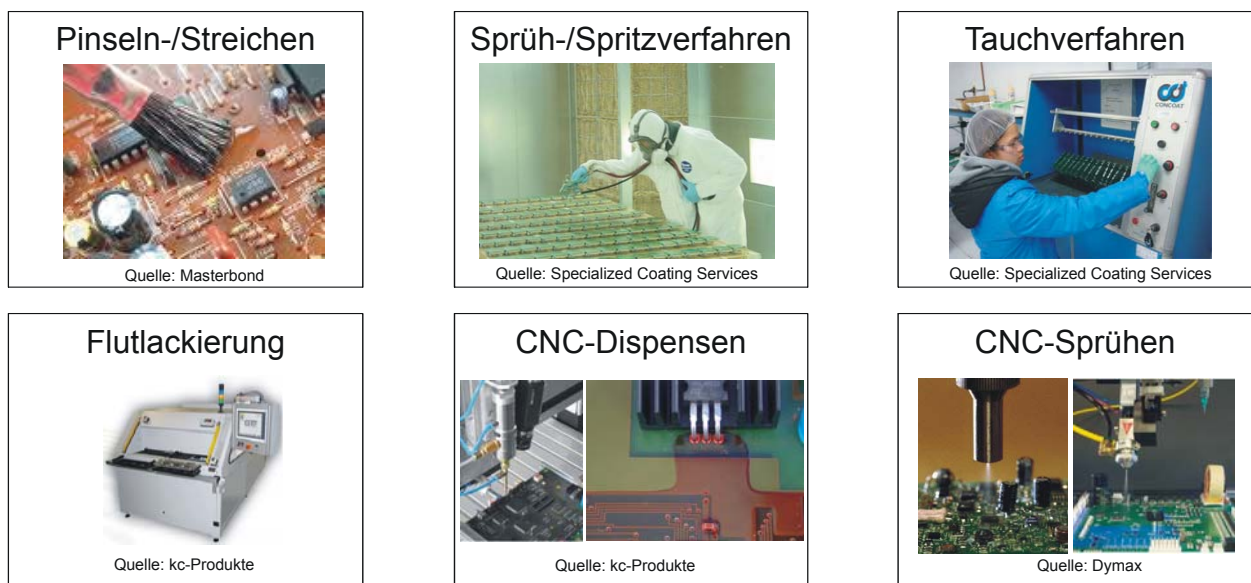 Pinseln-/Streichen
Quelle: Masterbond
Sprüh-/Spritzverfahren
Quelle: Specialized Coating Services
Tauchverfahren
CONCOAT
Quelle: Specialized Coating Services
Flutlackierung
Quelle: kc-Produkte
CNC-Dispensen
Quelle: kc-Produkte
CNC-Sprühen
Quelle: Dymax